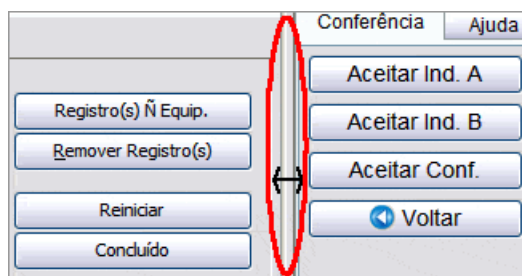 Conferência Ajuda
Aceitar Ind. A
Registro(s) Ñ Equip.
Aceitar Ind. B
Remover Registro(s)
Aceitar Conf.
Reiniciar
Voltar
Concluído